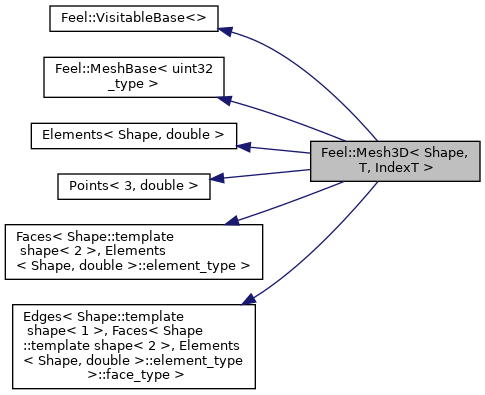 Feel::VisitableBase<>
Feel::MeshBase< uint32
_type >
Elements< Shape, double >
Feel::Mesh3D< Shape,
T, IndexT >
Points< 3, double >
Faces< Shape::template
shape< 2 >, Elements
< Shape, double >::element_type >
Edges< Shape::template
shape< 1 >, Faces< Shape
::template shape< 2 >, Elements
< Shape, double >::element_type
>::face_type >